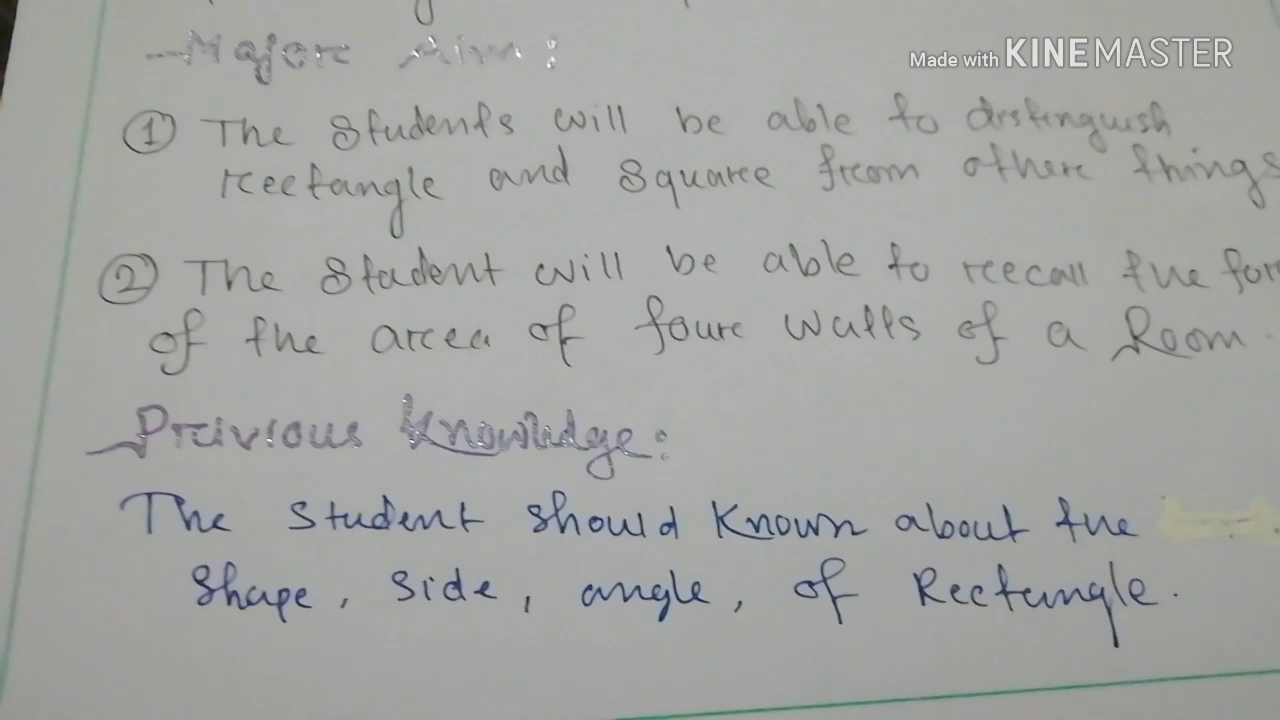 Major Aim:
Made with KINEMASTER
① The Students will be able to distinguish
rectangle and Square from other things
② The Student will be able to recall the for
of the area of four walls of a Room.
Privious Knowledge:
The Student should Known about the
Shape, Side, angle, of Rectangle.